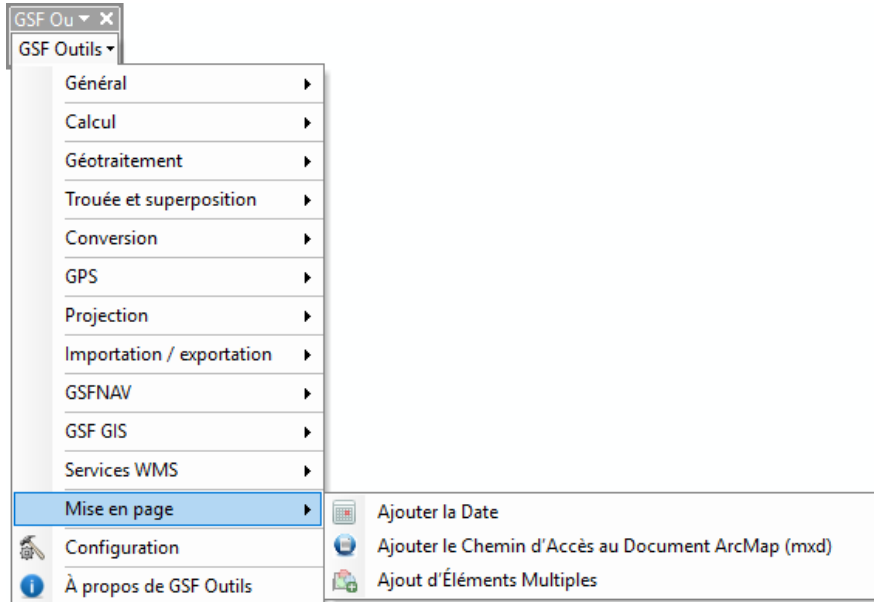 GSF Ou
GSF Outils
Général
Calcul
Géotraitement
Trouée et superposition
Conversion
GPS
Projection
Importation / exportation
GSFNAV
GSF GIS
Services WMS
Mise en page
Ajouter la Date
Configuration
Ajouter le Chemin d'Accès au Document ArcMap (mxd)
À propos de GSF Outils
Ajout d'Éléments Multiples